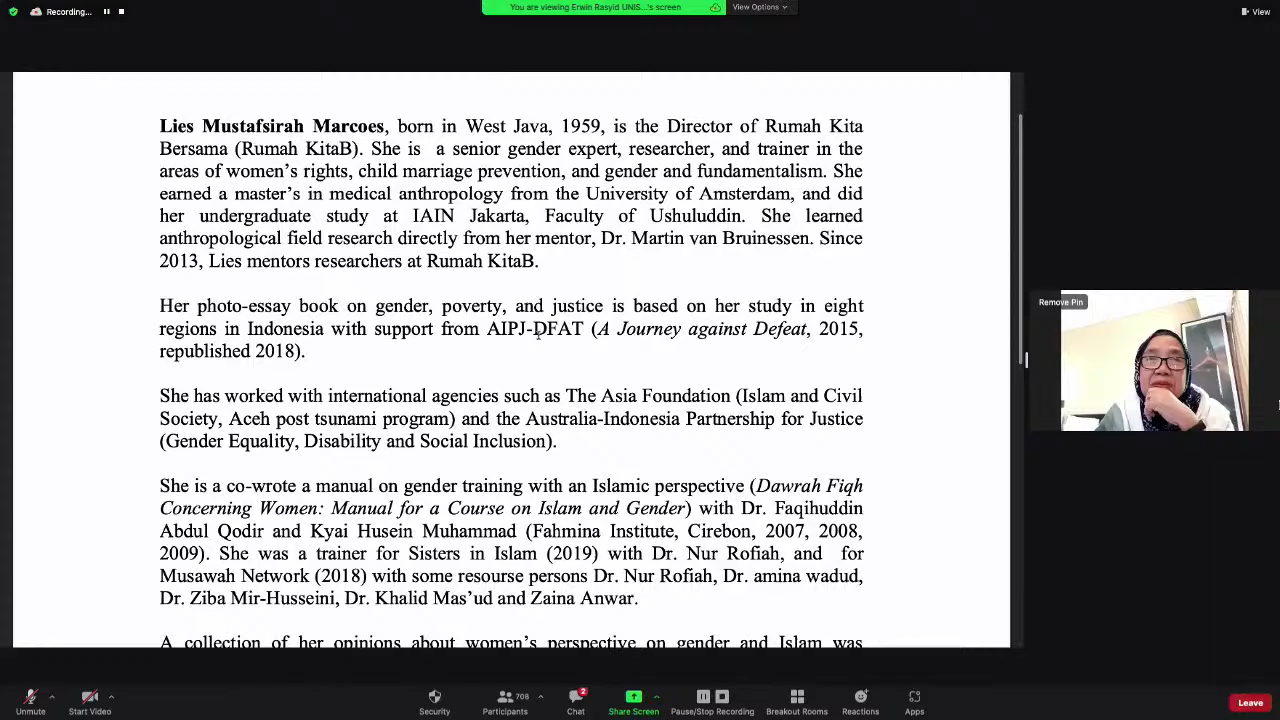 Recording...
You are viewing Erwin Rasyid UNIS...'s screen
View Options
View
Lies Mustafsirah Marcoes, born in West Java, 1959, is the Director of Rumah Kita
Bersama (Rumah KitaB). She is a senior gender expert, researcher, and trainer in the
areas of women's rights, child marriage prevention, and gender and fundamentalism. She
earned a master's in medical anthropology from the University of Amsterdam, and did
her undergraduate study at IAIN Jakarta, Faculty of Ushuluddin. She learned
anthropological field research directly from her mentor, Dr. Martin van Bruinessen. Since
2013, Lies mentors researchers at Rumah KitaB.
Her photo-essay book on gender, poverty, and justice is based on her study in eight
regions in Indonesia with support from AIPJ-DFAT (A Journey against Defeat, 2015,
republished 2018).
She has worked with international agencies such as The Asia Foundation (Islam and Civil
Society, Aceh post tsunami program) and the Australia-Indonesia Partnership for Justice
(Gender Equality, Disability and Social Inclusion).
She is a co-wrote a manual on gender training with an Islamic perspective (Dawrah Fiqh
Concerning Women: Manual for a Course on Islam and Gender) with Dr. Faqihuddin
Abdul Qodir and Kyai Husein Muhammad (Fahmina Institute, Cirebon, 2007, 2008,
2009). She was a trainer for Sisters in Islam (2019) with Dr. Nur Rofiah, and for
Musawah Network (2018) with some resourse persons Dr. Nur Rofiah, Dr. amina wadud,
Dr. Ziba Mir-Husseini, Dr. Khalid Mas'ud and Zaina Anwar.
A collection of her opinions about women's perspective on gender and Islam was
Remove Pin
Unmute
Start Video
Security
708
Participants
2
Chat
Share Screen
Pause/Stop Recording
Breakout Rooms
Reactions
Apps
Leave